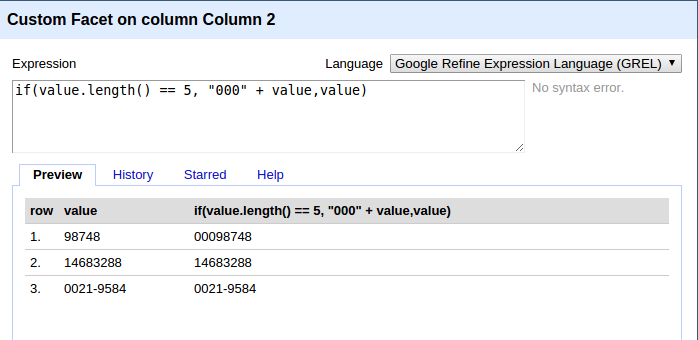 Custom Facet on column Column 2
Expression Language Google Refine Expression Language (GREL)
if(value.length() == 5, "000" + value,value) No syntax error.
Preview History Starred Help
row value if(value.length() == 5, "000" + value,value)
1. 98748 00098748
2. 14683288 14683288
3. 0021-9584 0021-9584